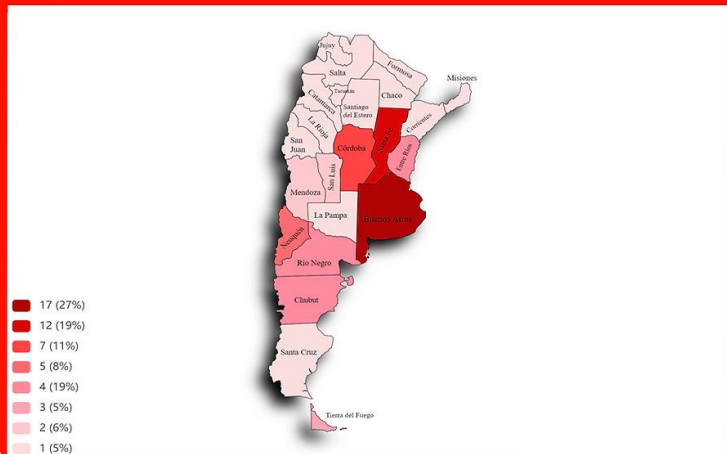 Jujuy
Salta
Formosa
Misiones
Tucumán
Chaco
Catamarca
Santiago
del Estero
Corrientes
La Rioja
San
Juan
Córdoba
Santa Fe
Entre Ríos
Mendoza
San Luis
La Pampa
Buenos Aires
Neuquén
Río Negro
Chubut
Santa Cruz
Tierra del Fuego
17 (27%)
12 (19%)
7 (11%)
5 (8%)
4 (19%)
3 (5%)
2 (6%)
1 (5%)